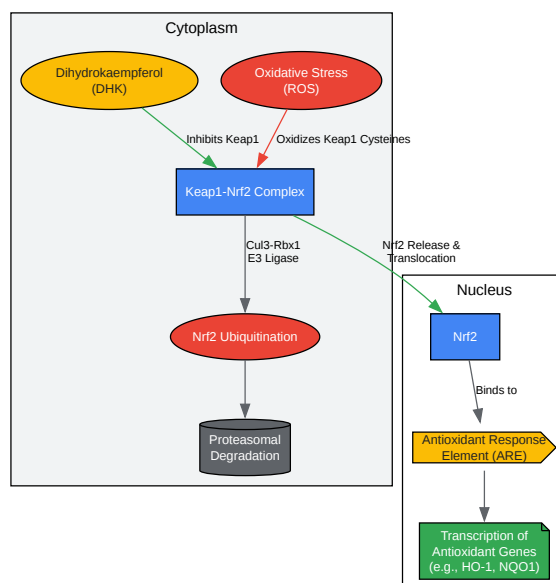 Cytoplasm
Dihydrokaempferol
(DHK)
Oxidative Stress
(ROS)
Inhibits Keap1
Oxidizes Keap1 Cysteines
Keap1-Nrf2 Complex
Cul3-Rbx1
E3 Ligase
Nrf2 Release &
Translocation
Nucleus
Nrf2 Ubiquitination
Nrf2
Binds to
Proteasomal
Degradation
Antioxidant Response
Element (ARE)
Transcription of
Antioxidant Genes
(e.g., HO-1, NQO1)